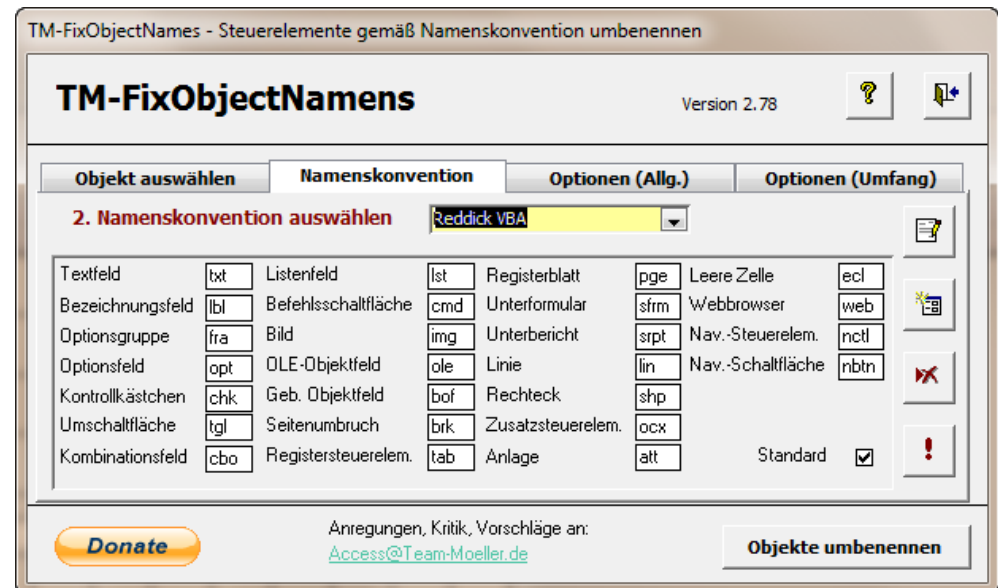 TM-FixObjectNames - Steuerelemente gemäß Namenskonvention umbenennen
TM-FixObjectNamens
Version 2.78
Objekt auswählen Namenskonvention Optionen (Allg.) Optionen (Umfang)
2. Namenskonvention auswählen Reddick VBA
Textfeld txt Listenfeld lst Registerblatt pge Leere Zelle ecl
Bezeichnungsfeld lbl Befehlsschaltfläche cmd Unterformular sfrm Webbrowser web
Optionsgruppe fra Bild img Unterbericht srpt Nav.-Steuerelem. nctl
Optionsfeld opt OLE-Objektfeld ole Linie lin Nav.-Schaltfläche nbtn
Kontrollkästchen chk Geb. Objektfeld bof Rechteck shp
Umschaltfläche tgl Seitenumbruch brk Zusatzsteuerelem. ocx
Kombinationsfeld cbo Registersteuerelem. tab Anlage att Standard
Donate
Anregungen, Kritik, Vorschläge an:
Access@Team-Moeller.de
Objekte umbenennen